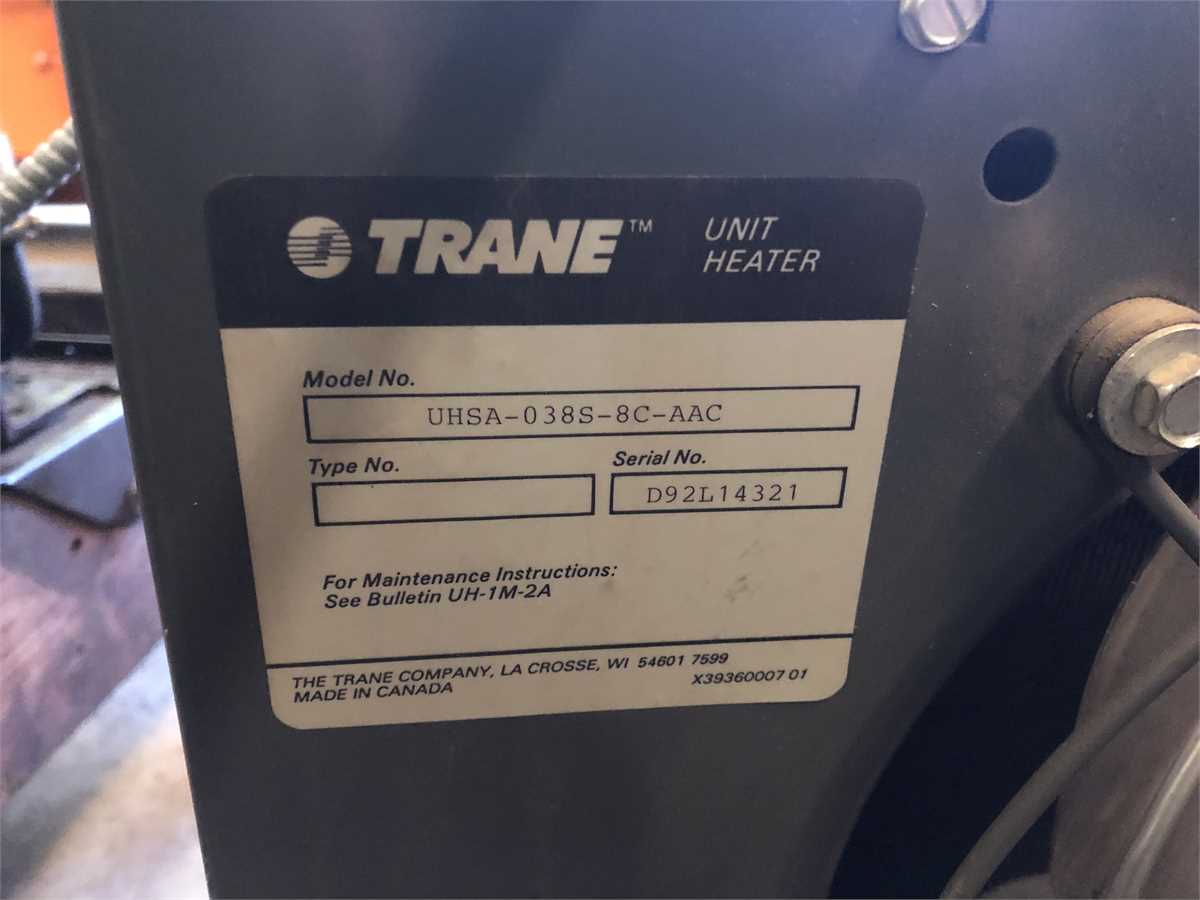 TRANE™
UNIT
HEATER
Model No.
UHSA-038S-8C-AAC
Type No.
Serial No.
D92L14321
For Maintenance Instructions:
See Bulletin UH-1M-2A
THE TRANE COMPANY, LA CROSSE, WI 54601 7599
MADE IN CANADA
X39360007 01